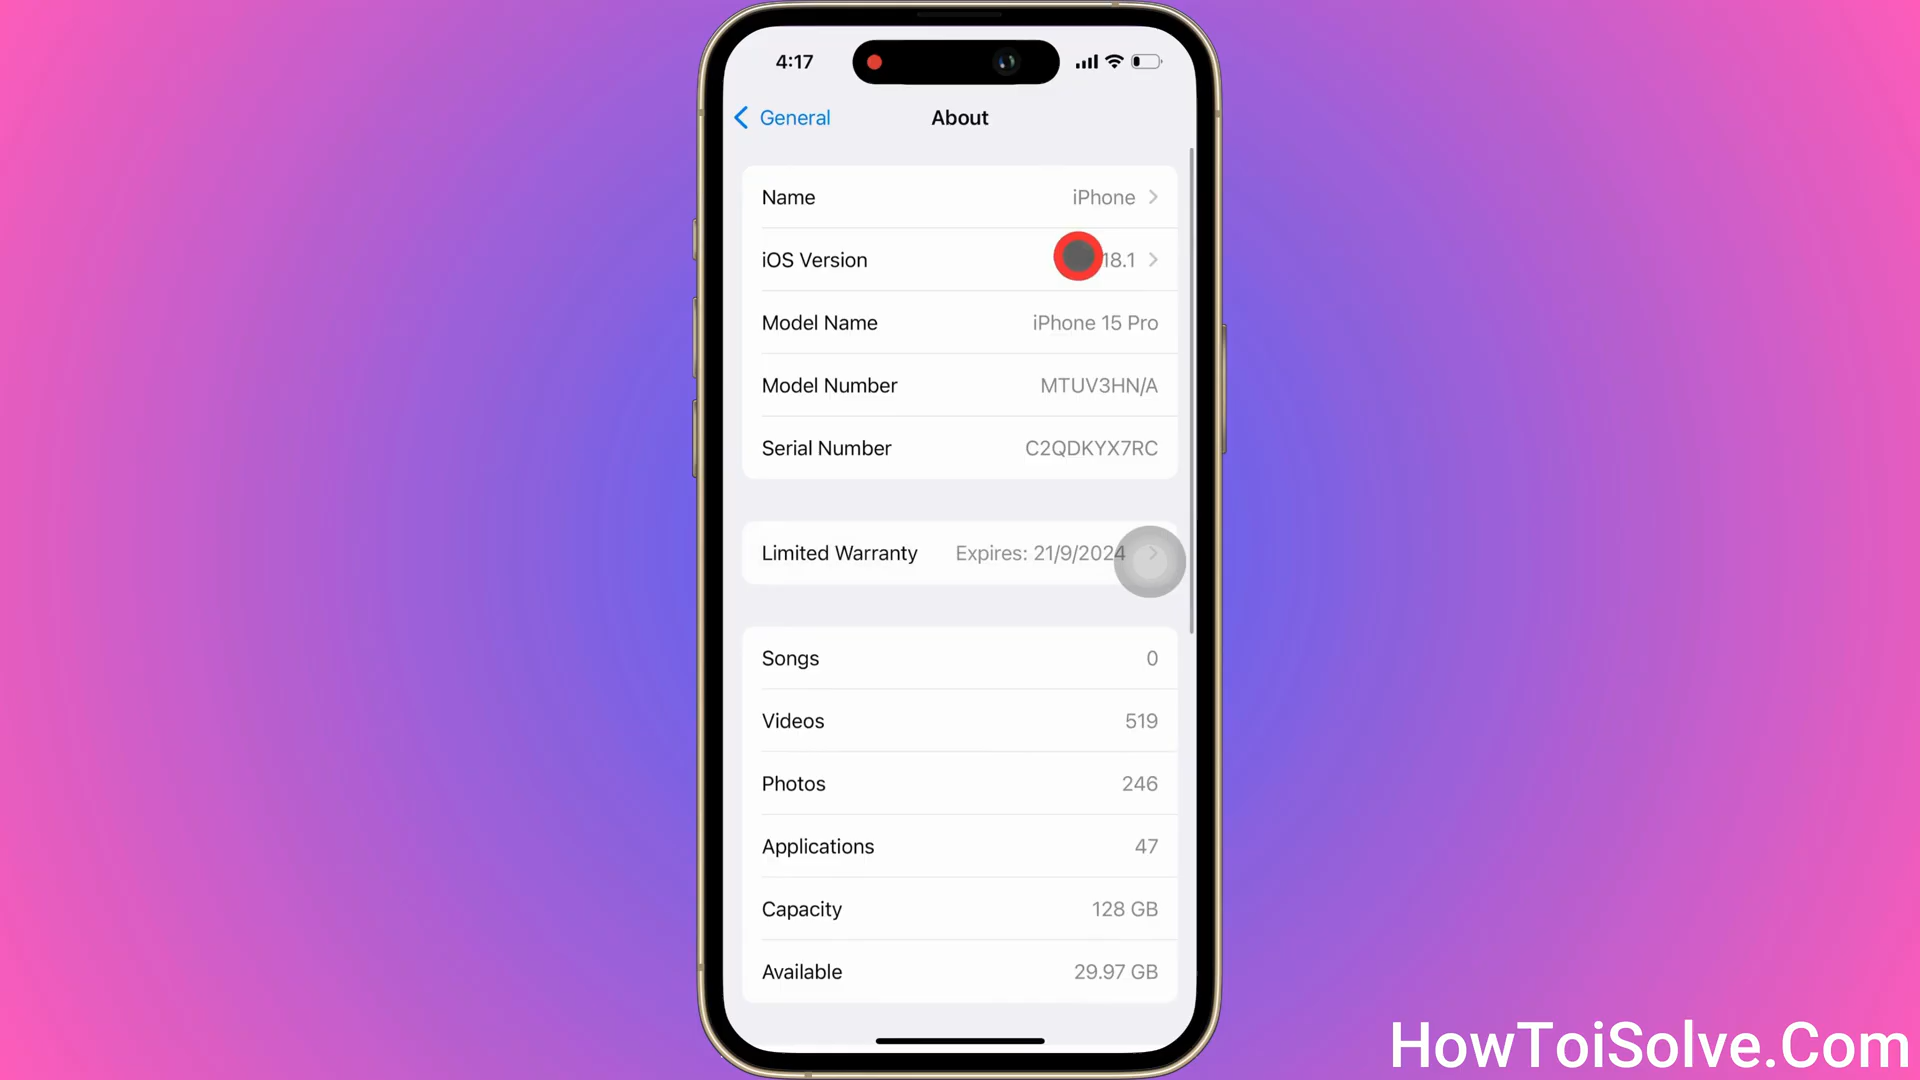 4:17
General
About
Name iPhone
iOS Version 18.1
Model Name iPhone 15 Pro
Model Number MTUV3HN/A
Serial Number C2QDKYX7RC
Limited Warranty Expires: 21/9/2024
Songs 0
Videos 519
Photos 246
Applications 47
Capacity 128 GB
Available 29.97 GB
HowToiSolve.Com